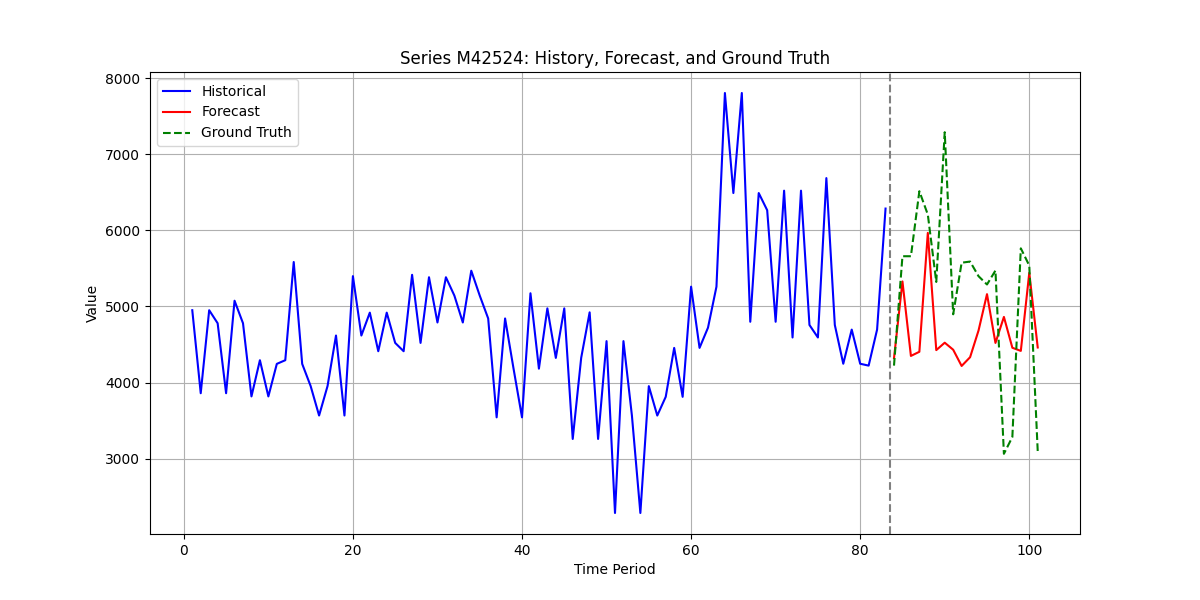 Series M42524: History, Forecast, and Ground Truth
Historical
Forecast
Ground Truth
Value
8000
7000
6000
5000
4000
3000
0 20 40 60 80 100
Time Period